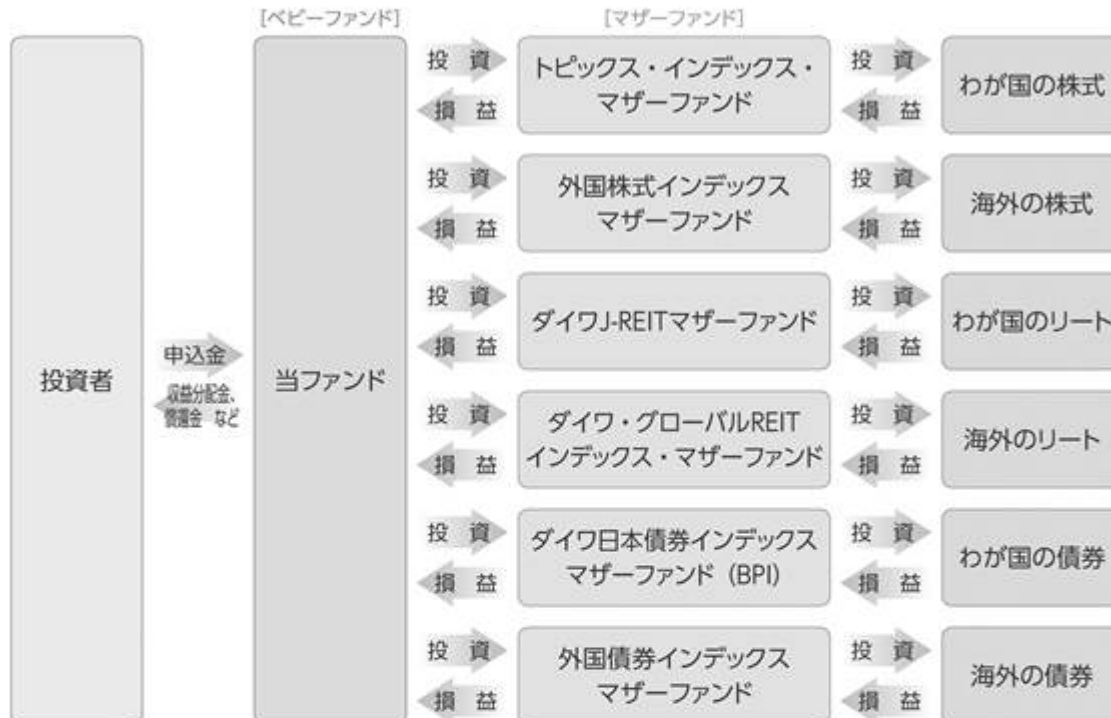 [ベビーファンド]
[マザーファンド]
投資者
申込金
収益分配金、
償還金 など
当ファンド
投 資
損 益
トピックス・インデックス・
マザーファンド
投 資
損 益
わが国の株式
投 資
損 益
外国株式インデックス
マザーファンド
投 資
損 益
海外の株式
投 資
損 益
ダイワJ-REITマザーファンド
投 資
損 益
わが国のリート
投 資
損 益
ダイワ・グローバルREIT
インデックス・マザーファンド
投 資
損 益
海外のリート
投 資
損 益
ダイワ日本債券インデックス
マザーファンド (BPI)
投 資
損 益
わが国の債券
投 資
損 益
外国債券インデックス
マザーファンド
投 資
損 益
海外の債券